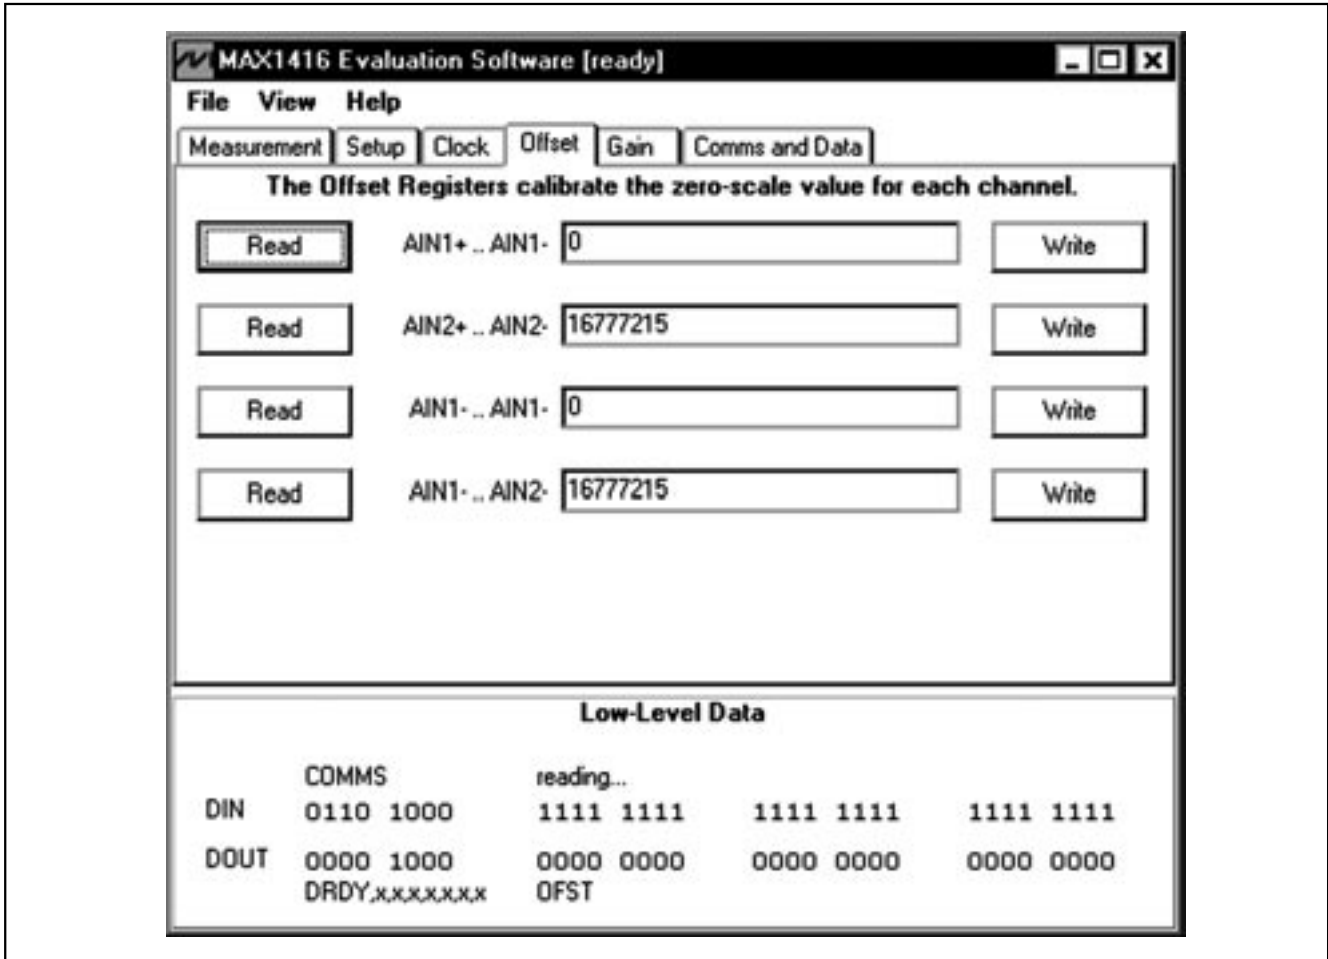 MAX1416 Evaluation Software [ready]
File View Help
Measurement Setup Clock Offset Gain Comms and Data
The Offset Registers calibrate the zero-scale value for each channel.
Read AIN1+ .. AIN1- 0 Write
Read AIN2+ .. AIN2- 16777215 Write
Read AIN1- .. AIN1- 0 Write
Read AIN1- .. AIN2- 16777215 Write
Low-Level Data
COMMS reading...
DIN 0110 1000 1111 1111 1111 1111 1111 1111
DOUT 0000 1000 0000 0000 0000 0000 0000 0000
DRDY,x,x,x,x,x,x,x OFST